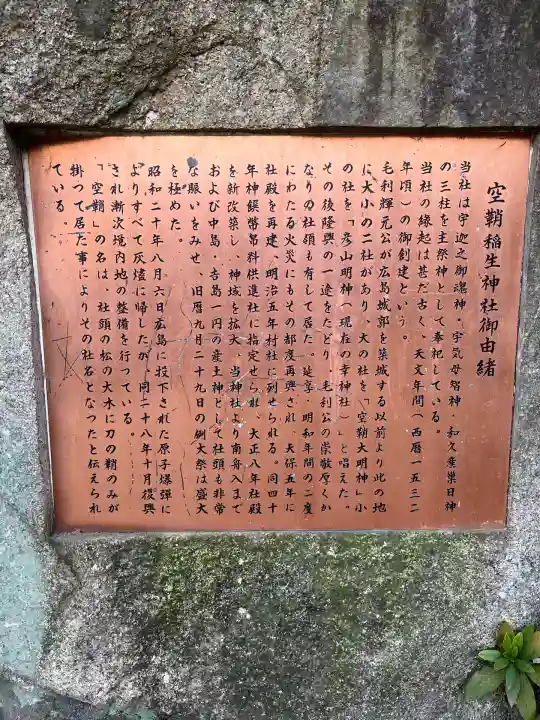 空鞘稲生神社御由緒
当社は宇迦之御魂神・宇気母智神・和久産巣日神
の三柱を主祭神として奉祀している。
当社の縁起は甚だ古く、天文年間(西暦一五三二
年頃)の御創建という。
毛利輝元公が広島城郭を築城する以前より此の地
に大小の二社があり、大の社を「空鞘大明神」小
の社を「彦山明神(現在の幸神社)」と唱えた。
その後隆興の一途をたどり、毛利公の崇敬厚くか
なりの社領も有して居た。延享・明和年間の二度
にわたる火災にもその都度再興され、天保五年に
社殿を再建、明治五年村社に列せられる。同四十
年神饌幣帛料供進社に指定せられ、大正八年社殿
を新改築し、神域を拡大、当神社より南舟入まで
および中島・吉島一円の産土神として社頭も非常
な賑いをみせ、旧暦九月二十九日の例大祭は盛大
を極めた。
昭和二十年八月六日広島に投下された原子爆弾に
よりすべて灰燼に帰したが、同二十八年十月復興
され漸次境内地の整備を行っている。
「空鞘」の名は、社頭の松の大木に刀の鞘のみが
掛つて居た事によりその社名となったと伝えられ
ている。